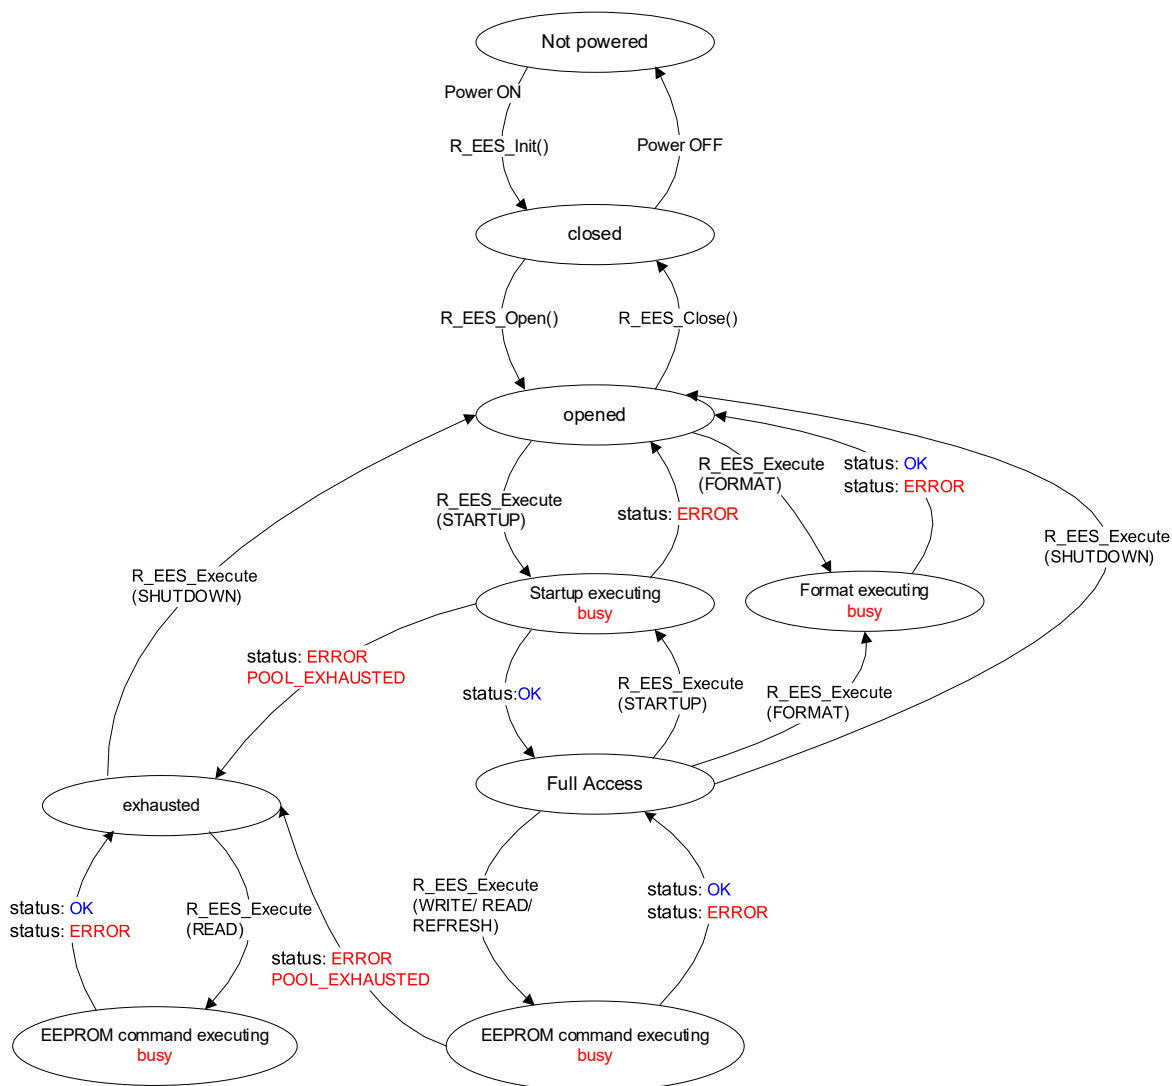 Not powered
Power ON
R_EES_Init()
Power OFF
closed
R_EES_Open()
R_EES_Close()
opened
R_EES_Execute
(STARTUP)
status: ERROR
R_EES_Execute
(FORMAT)
status: OK
status: ERROR
R_EES_Execute
(SHUTDOWN)
R_EES_Execute
(SHUTDOWN)
Startup executing
busy
Format executing
busy
status: ERROR
POOL_EXHAUSTED
status:OK
R_EES_Execute
(STARTUP)
R_EES_Execute
(FORMAT)
Full Access
exhausted
status: OK
status: ERROR
R_EES_Execute
(READ)
status: ERROR
POOL_EXHAUSTED
R_EES_Execute
(WRITE/ READ/
REFRESH)
status: OK
status: ERROR
EEPROM command executing
busy
EEPROM command executing
busy